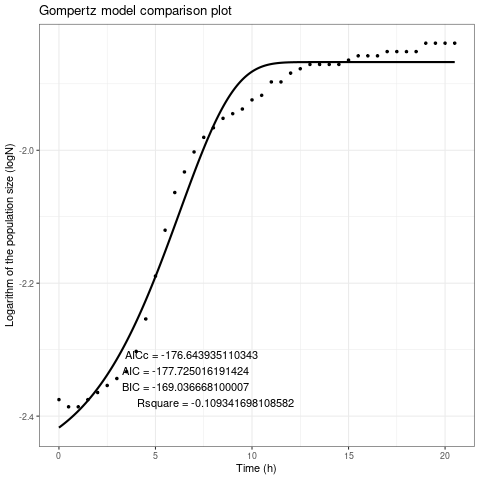 Gompertz model comparison plot
Logarithm of the population size (logN)
-2.0
-2.2
-2.4
AICc = -176.643935110343
AIC = -177.725016191424
BIC = -169.036668100007
Rsquare = -0.109341698108582
0 5 10 15 20
Time (h)